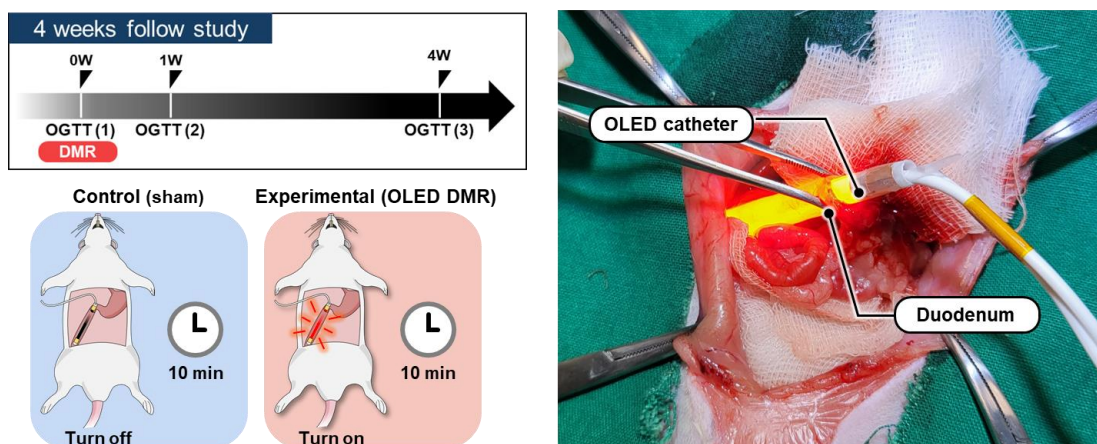 4 weeks follow study
0W 1W 4W
OGTT (1) OGTT (2) OGTT (3)
DMR
Control (sham) Experimental (OLED DMR)
10 min 10 min
Turn off Turn on
OLED catheter
Duodenum